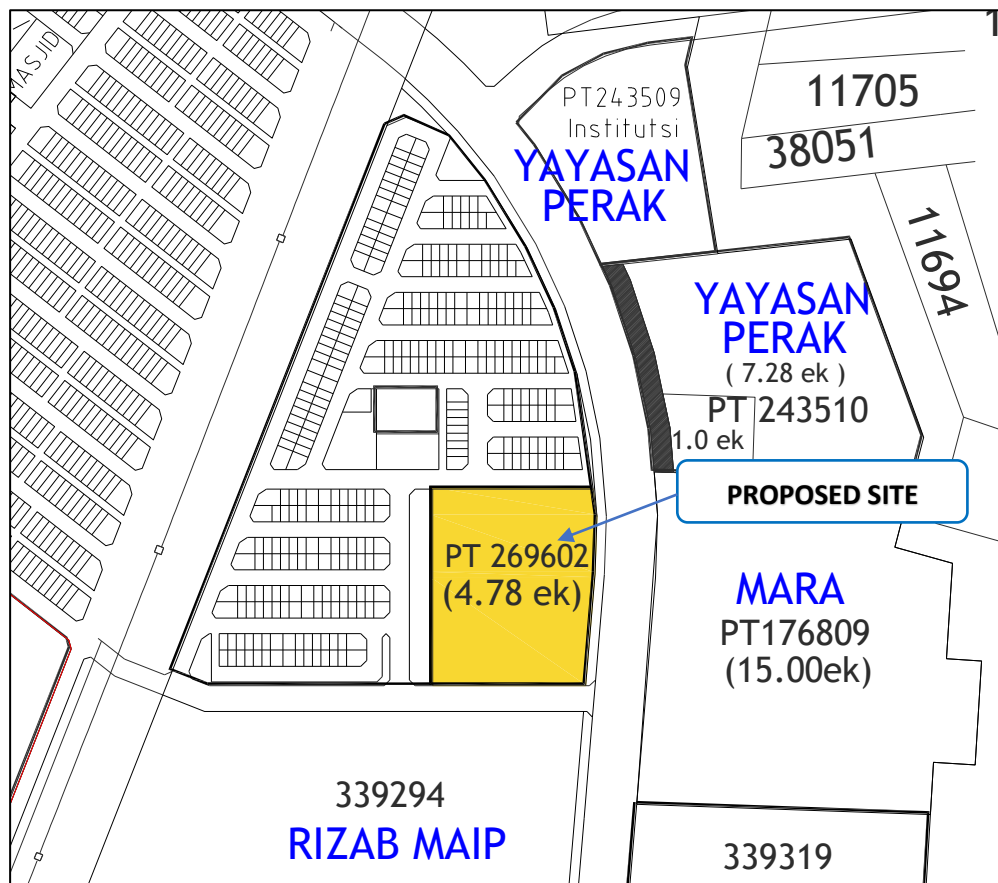 MASJID
1
PT243509
Institutsi
YAYASAN
PERAK
11705
38051
11694
YAYASAN
PERAK
( 7.28 ek )
PT 243510
1.0 ek
PROPOSED SITE
PT 269602
(4.78 ek)
MARA
PT176809
(15.00ek)
339294
RIZAB MAIP
339319